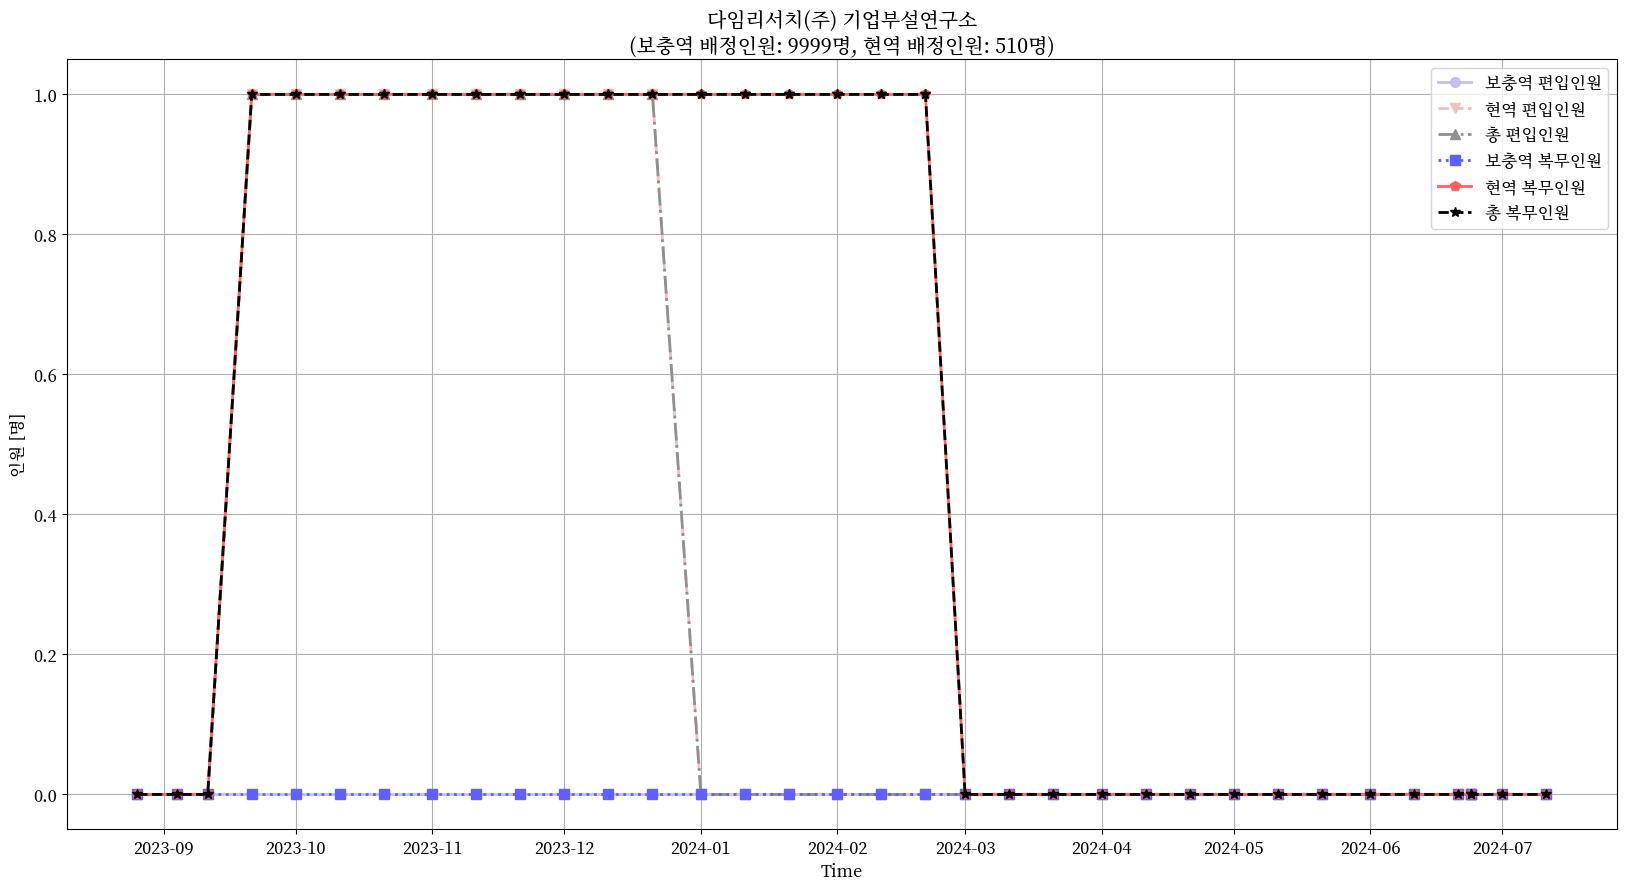 다임리서치(주) 기업부설연구소
(보충역 배정인원: 9999명, 현역 배정인원: 510명)
보충역 편입인원
현역 편입인원
총 편입인원
보충역 복무인원
현역 복무인원
총 복무인원
1.0
0.8
0.6
0.4
0.2
0.0
인원 [명]
2023-09 2023-10 2023-11 2023-12 2024-01 2024-02 2024-03 2024-04 2024-05 2024-06 2024-07
Time